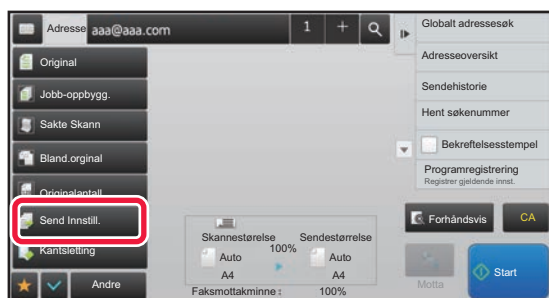 Adresse aaa@aaa.com 1 +
Original
Jobb-oppbygg.
Sakte Skann
Bland.orginal
Originalantall
Send Innstill.
Kantsletting
Andre
Skannestørelse Sendestørrelse
100%
Auto Auto
A4 A4
Faksmottakminne : 100%
Globalt adressesøk
Adresseoversikt
Sendehistorie
Hent søkenummer
Bekreftelsesstempel
Programregistrering
Registrer gjeldende innst.
Forhåndsvis CA
Motta Start